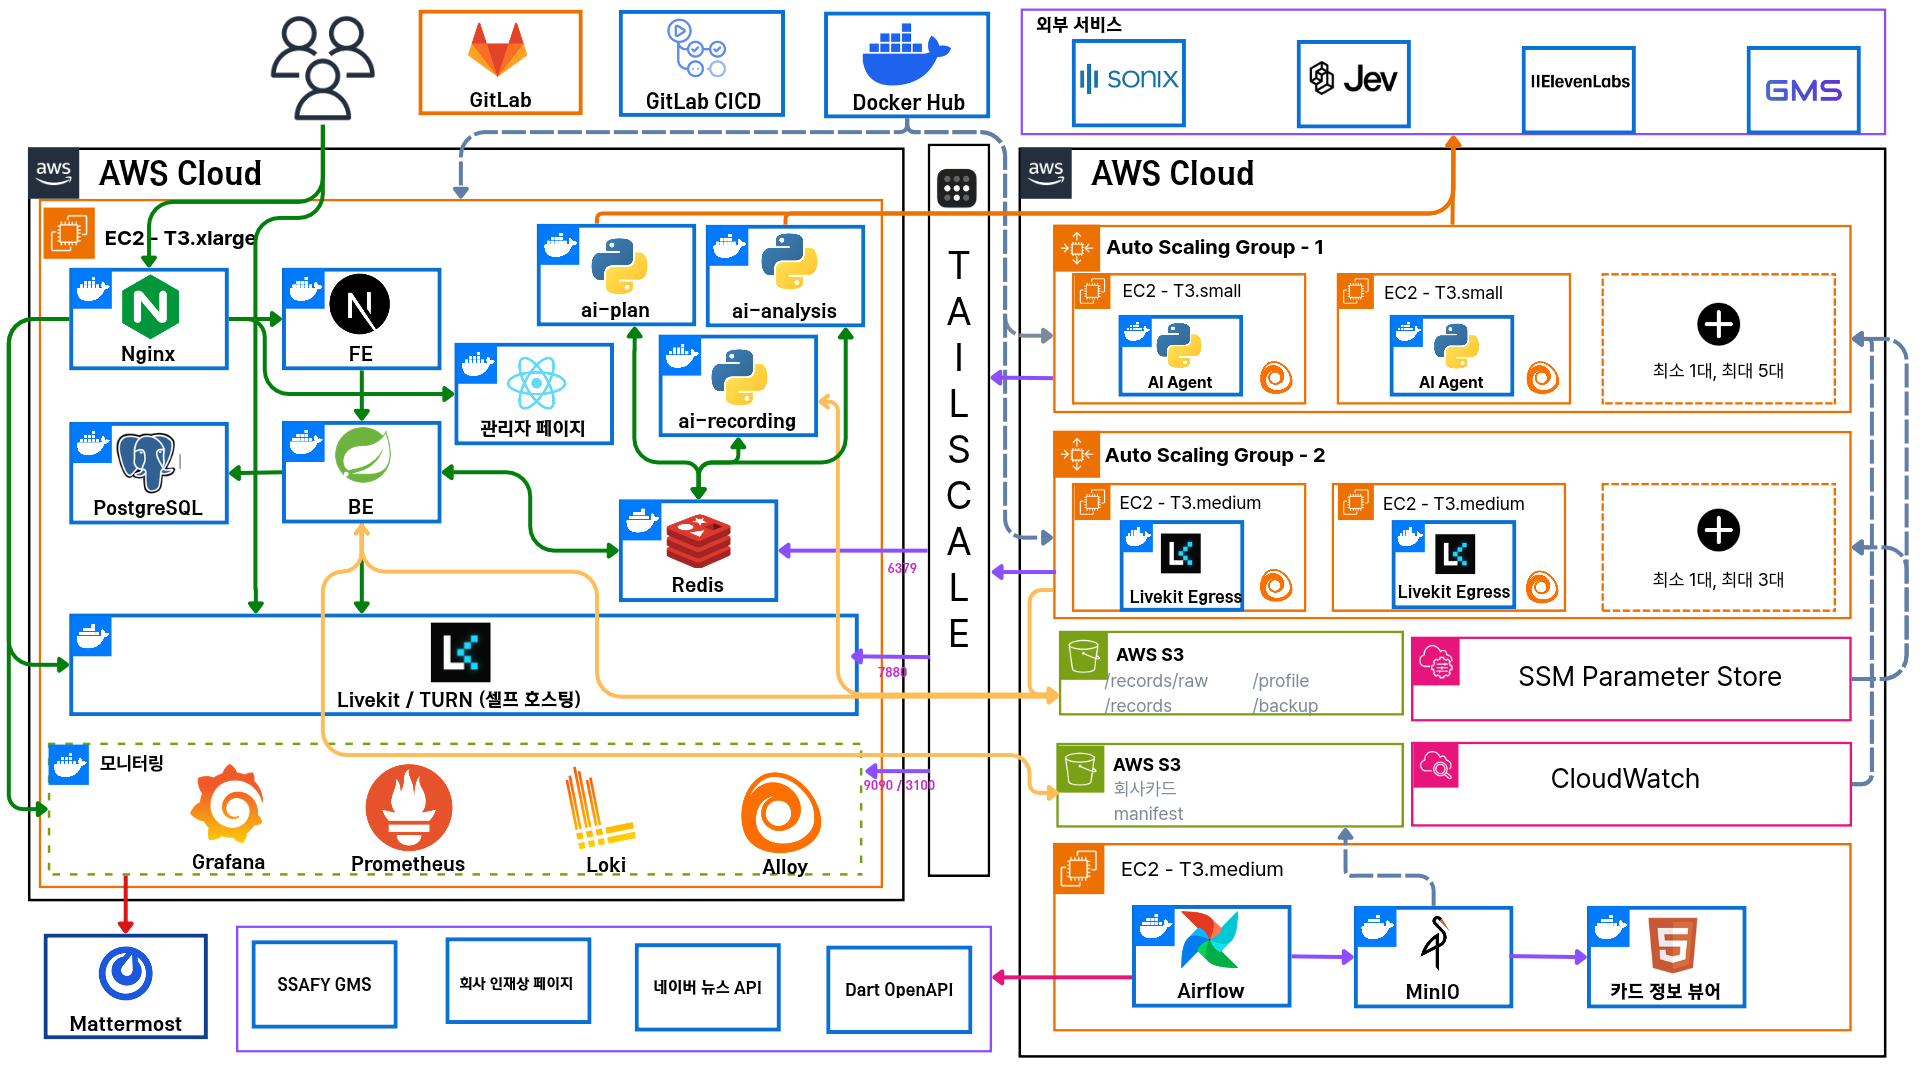 GitLab
GitLab CICD
Docker Hub
외부 서비스
SONIX
Jev
IIElevenLabs
GMS
aws
AWS Cloud
EC2 - T3.xlarge
Nginx
FE
ai-plan
ai-analysis
관리자 페이지
ai-recording
PostgreSQL
BE
Redis
6379
Livekit / TURN (셀프 호스팅)
7880
모니터링
9090 / 3100
Grafana
Prometheus
Loki
Alloy
Mattermost
TAILSCALE
aws
AWS Cloud
Auto Scaling Group - 1
EC2 - T3.small
AI Agent
EC2 - T3.small
AI Agent
최소 1대, 최대 5대
Auto Scaling Group - 2
EC2 - T3.medium
Livekit Egress
EC2 - T3.medium
Livekit Egress
최소 1대, 최대 3대
AWS S3
/records/raw
/profile
/records
/backup
SSM Parameter Store
AWS S3
회사카드
manifest
CloudWatch
EC2 - T3.medium
Airflow
MinIO
카드 정보 뷰어
SSAFY GMS
회사 인재상 페이지
네이버 뉴스 API
Dart OpenAPI